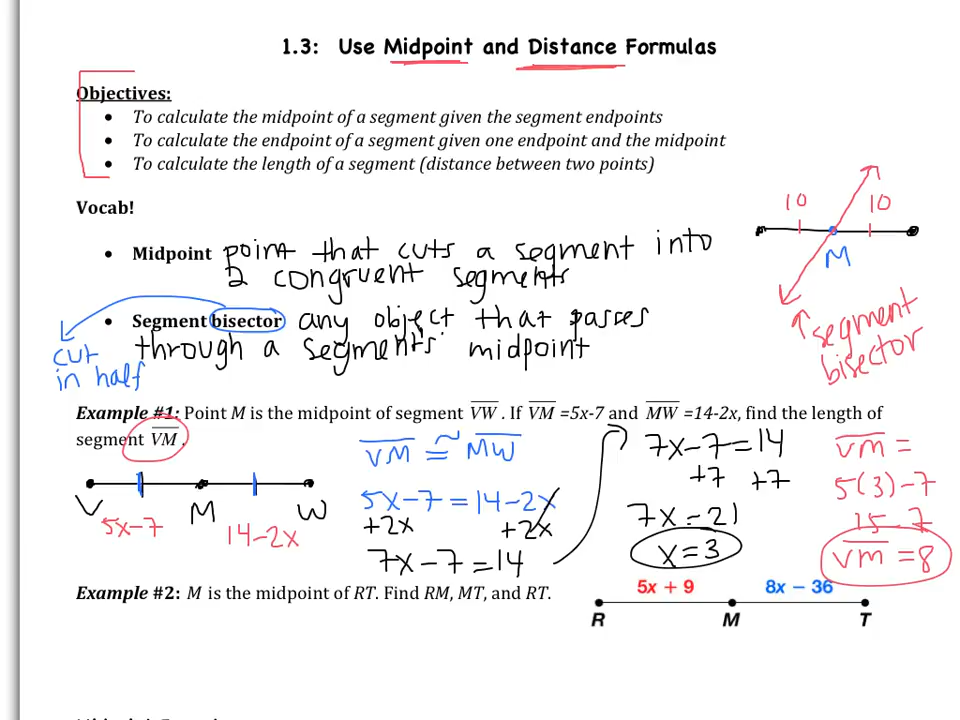 1.3: Use Midpoint and Distance Formulas
Objectives:
• To calculate the midpoint of a segment given the segment endpoints
• To calculate the endpoint of a segment given one endpoint and the midpoint
• To calculate the length of a segment (distance between two points)
Vocab!
10 10
M
• Midpoint point that cuts a segment into
2 congruent segments
• Segment bisector any object that passes
through a segments' midpoint
cut
in half
segment
bisector
Example #1: Point M is the midpoint of segment VW. If VM =5x-7 and MW =14-2x, find the length of
segment VM.
V M W
5x-7 14-2x
VM ≅ MW
5x-7 = 14-2x
+2x +2x
7x-7 = 14
7x-7 = 14
+7 +7
7x = 21
x = 3
VM =
5(3)-7
15-7
VM = 8
Example #2: M is the midpoint of RT. Find RM, MT, and RT.
5x + 9 8x − 36
R M T